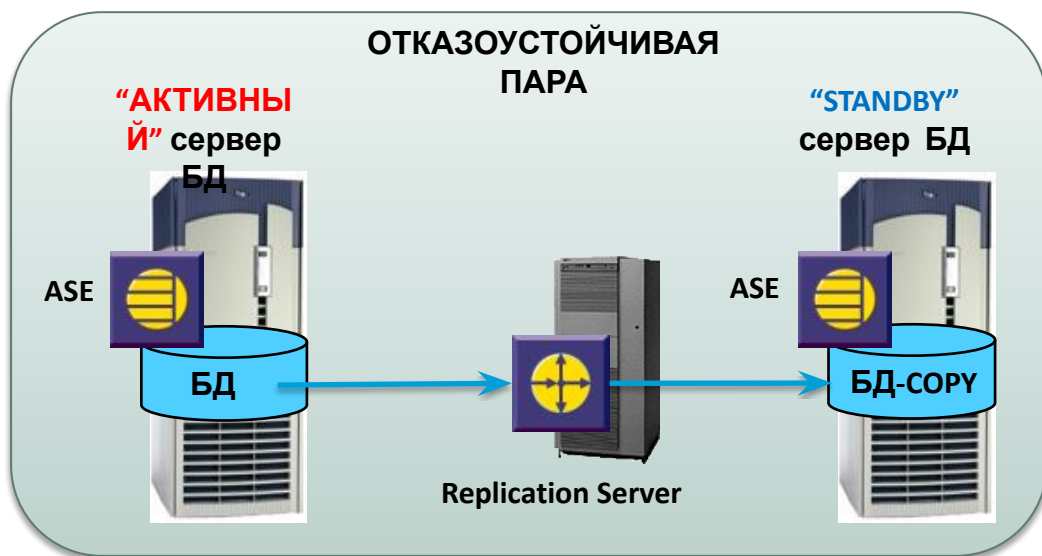 ОТКАЗОУСТОЙЧИВАЯ
ПАРА
“АКТИВНЫ
Й” сервер
БД
“STANDBY”
сервер БД
ASE
ASE
БД
БД-COPY
Replication Server